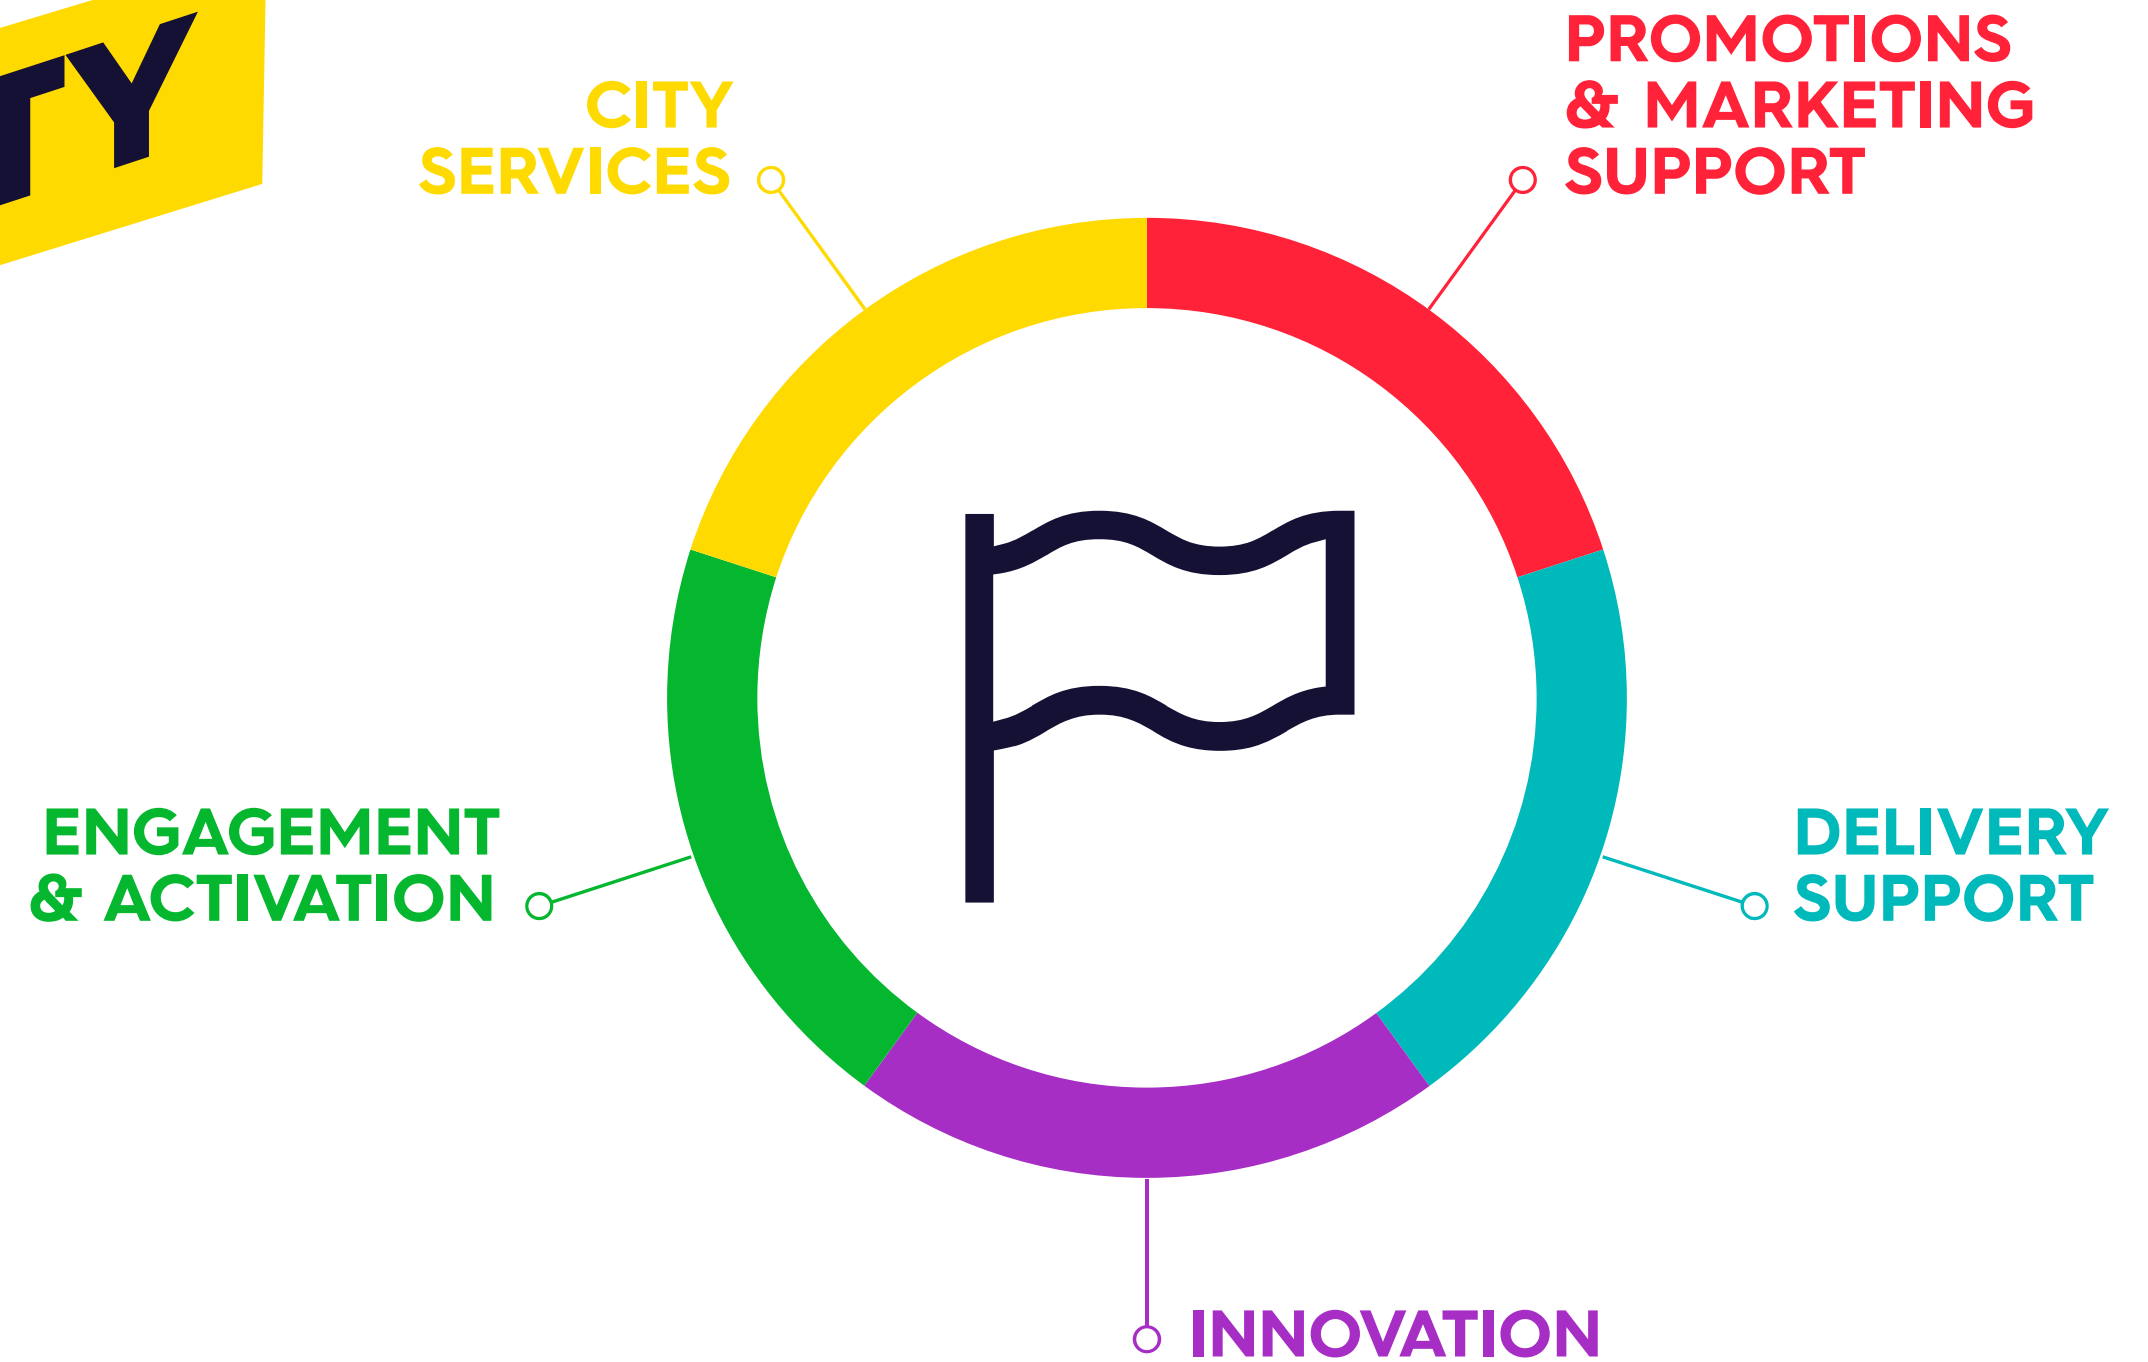 TY
CITY
SERVICES
PROMOTIONS
& MARKETING
SUPPORT
ENGAGEMENT
& ACTIVATION
DELIVERY
SUPPORT
INNOVATION